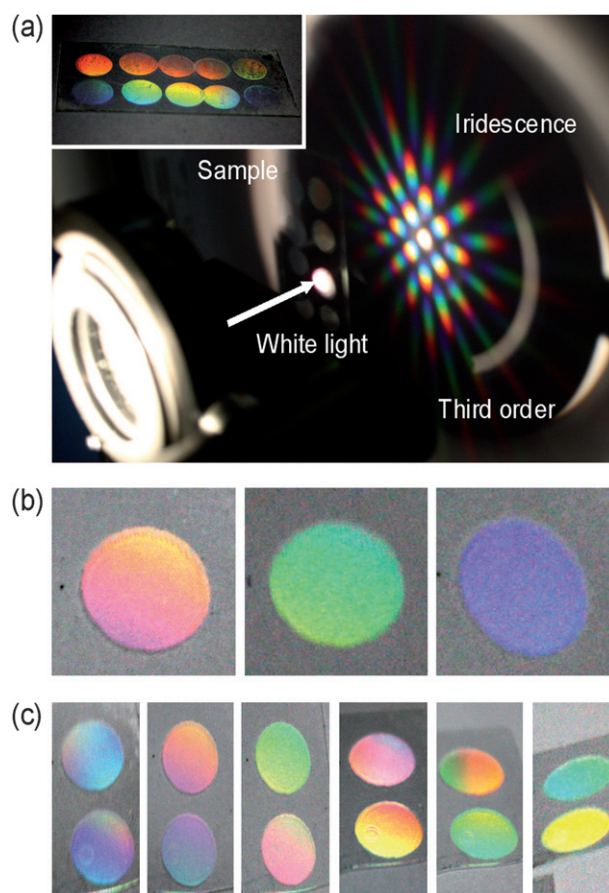 (a)
Iridescence
Sample
White light
Third order
(b)
(c)